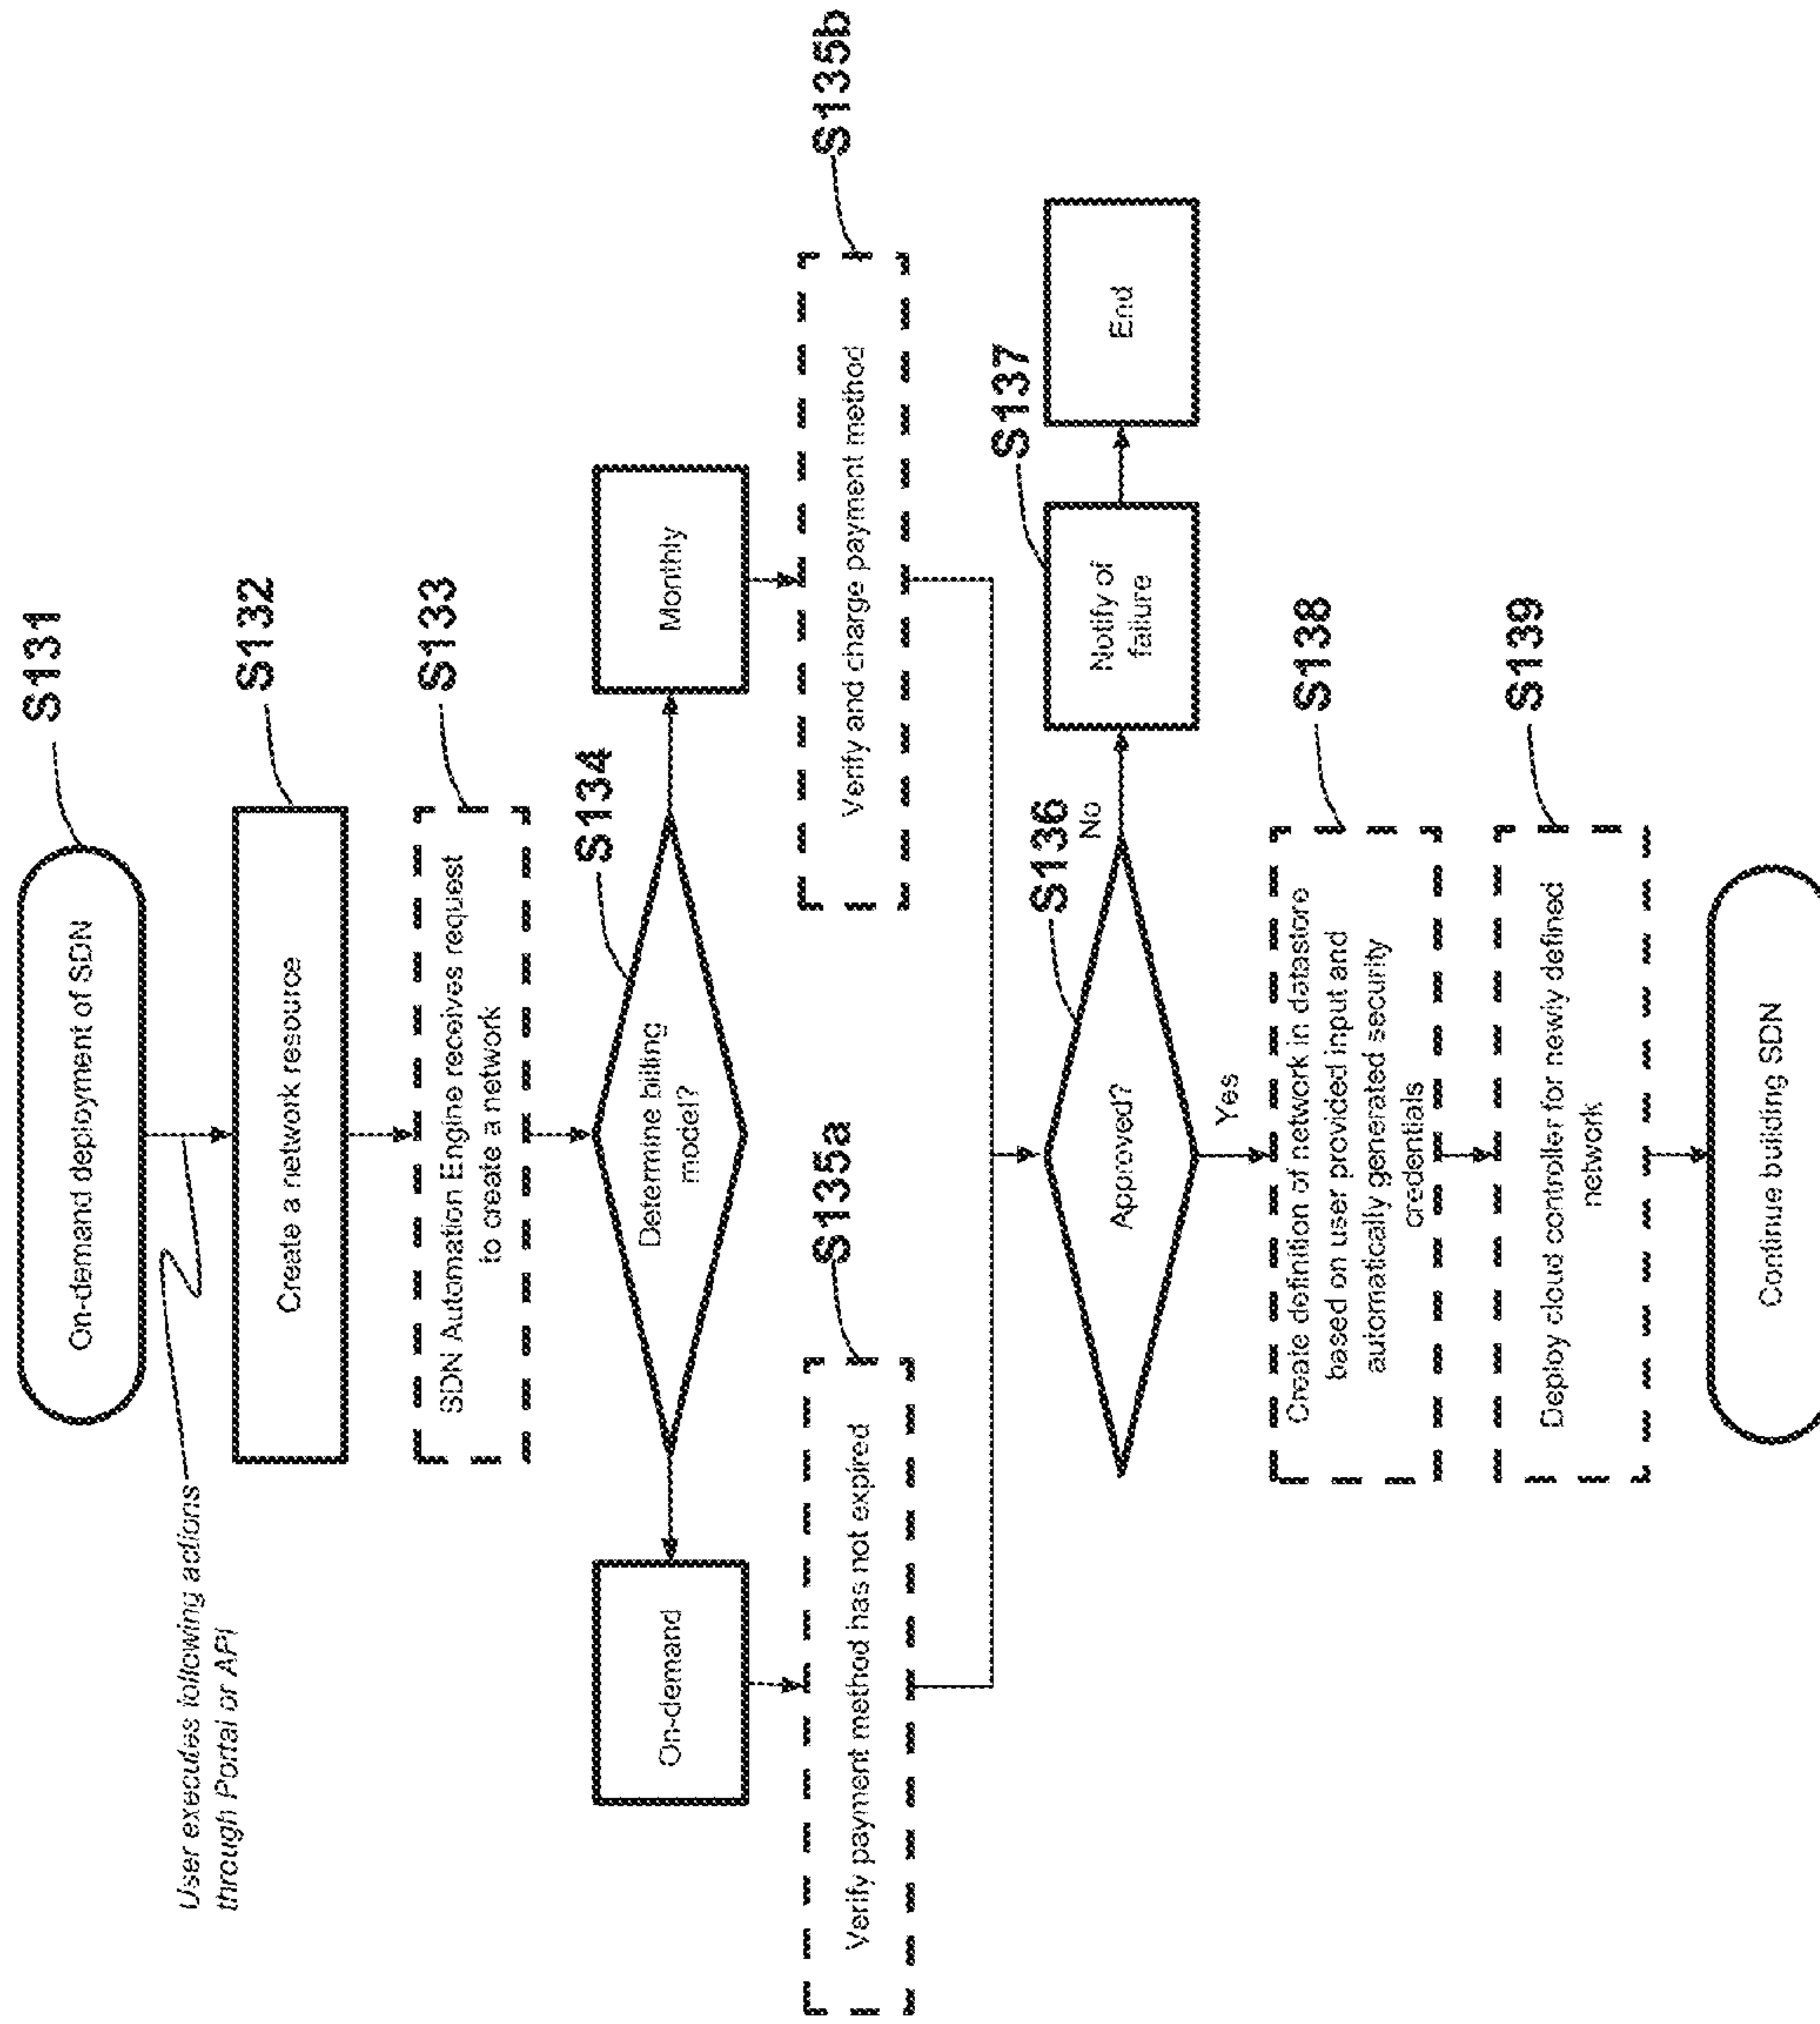 On-demand deployment of SDN
S131
User executes following actions
through Portal or API
Create a network resource
S132
SDN Automation Engine receives request
to create a network
S133
Determine billing
model?
S134
On-demand
Monthly
Verify payment method has not expired
S135a
Verify and charge payment method
S135b
Approved?
S136
No
Notify of
failure
S137
End
Yes
Create definition of network in datastore
based on user provided input and
automatically generated security
credentials
S138
Deploy cloud controller for newly defined
network
S139
Continue building SDN